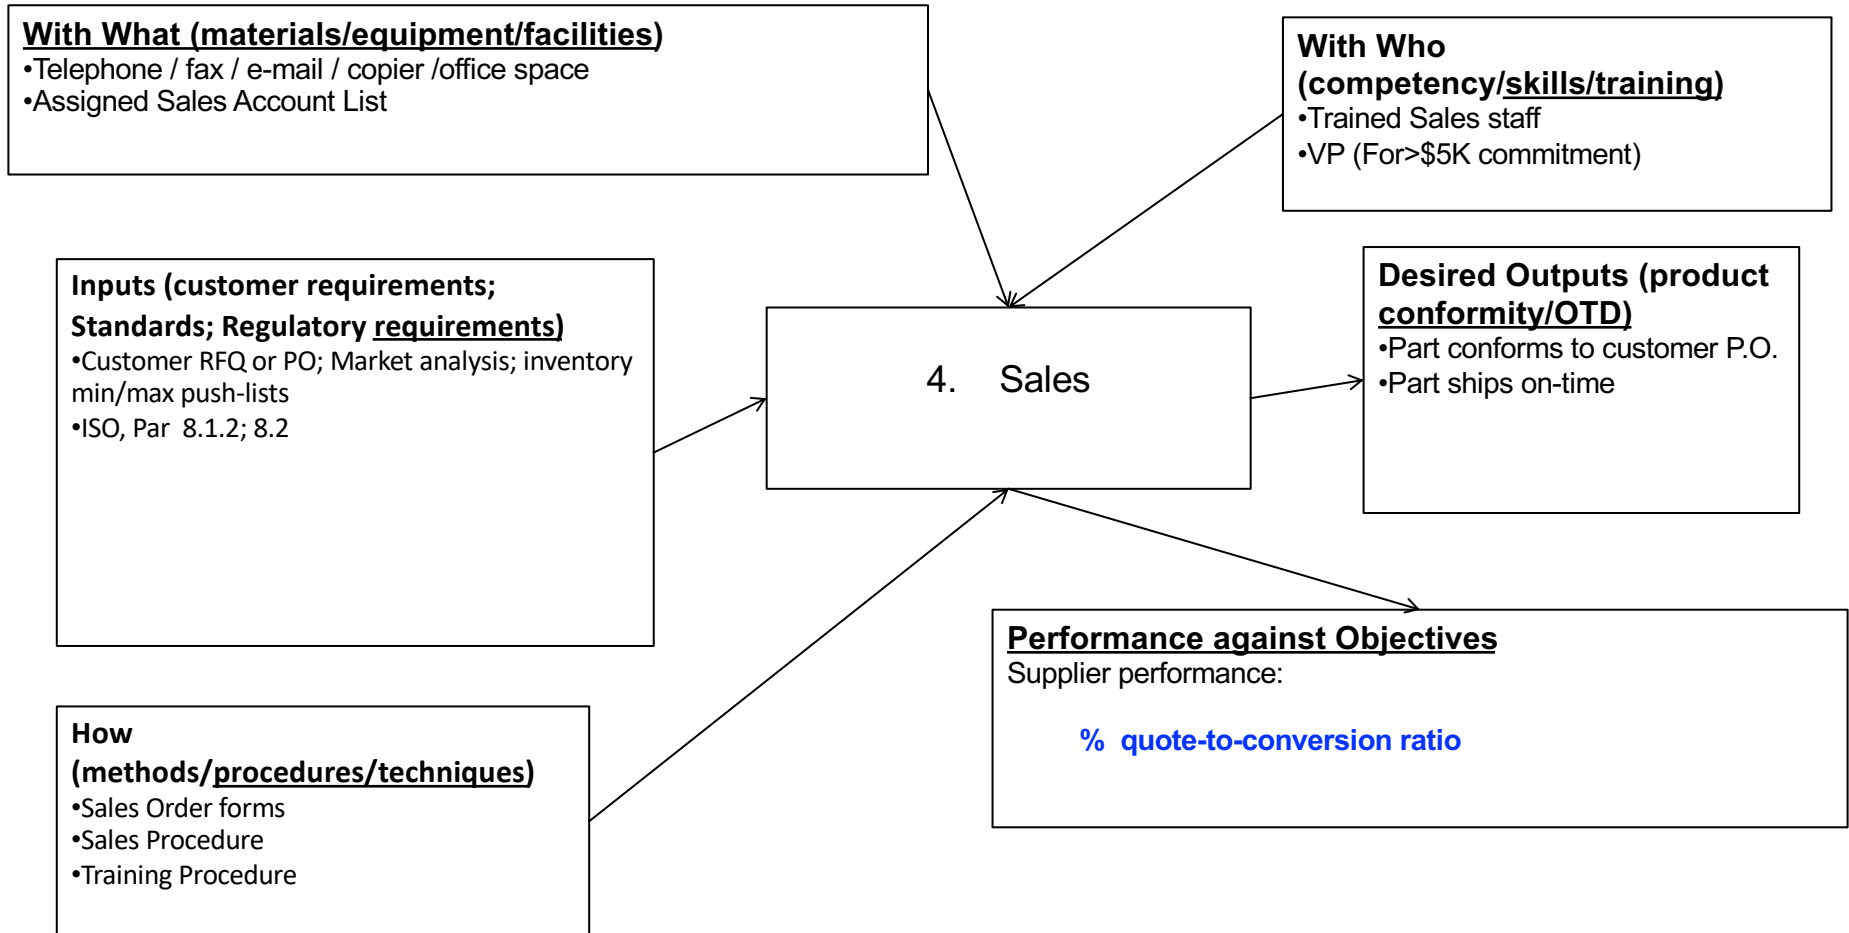 With What (materials/equipment/facilities)
•Telephone / fax / e-mail / copier /office space
•Assigned Sales Account List
With Who
(competency/skills/training)
•Trained Sales staff
•VP (For>$5K commitment)
Inputs (customer requirements;
Standards; Regulatory requirements)
•Customer RFQ or PO; Market analysis; inventory
min/max push-lists
•ISO, Par  8.1.2; 8.2
4.    Sales
Desired Outputs (product
conformity/OTD)
•Part conforms to customer P.O.
•Part ships on-time
How
(methods/procedures/techniques)
•Sales Order forms
•Sales Procedure
•Training Procedure
Performance against Objectives
Supplier performance:
%  quote-to-conversion ratio